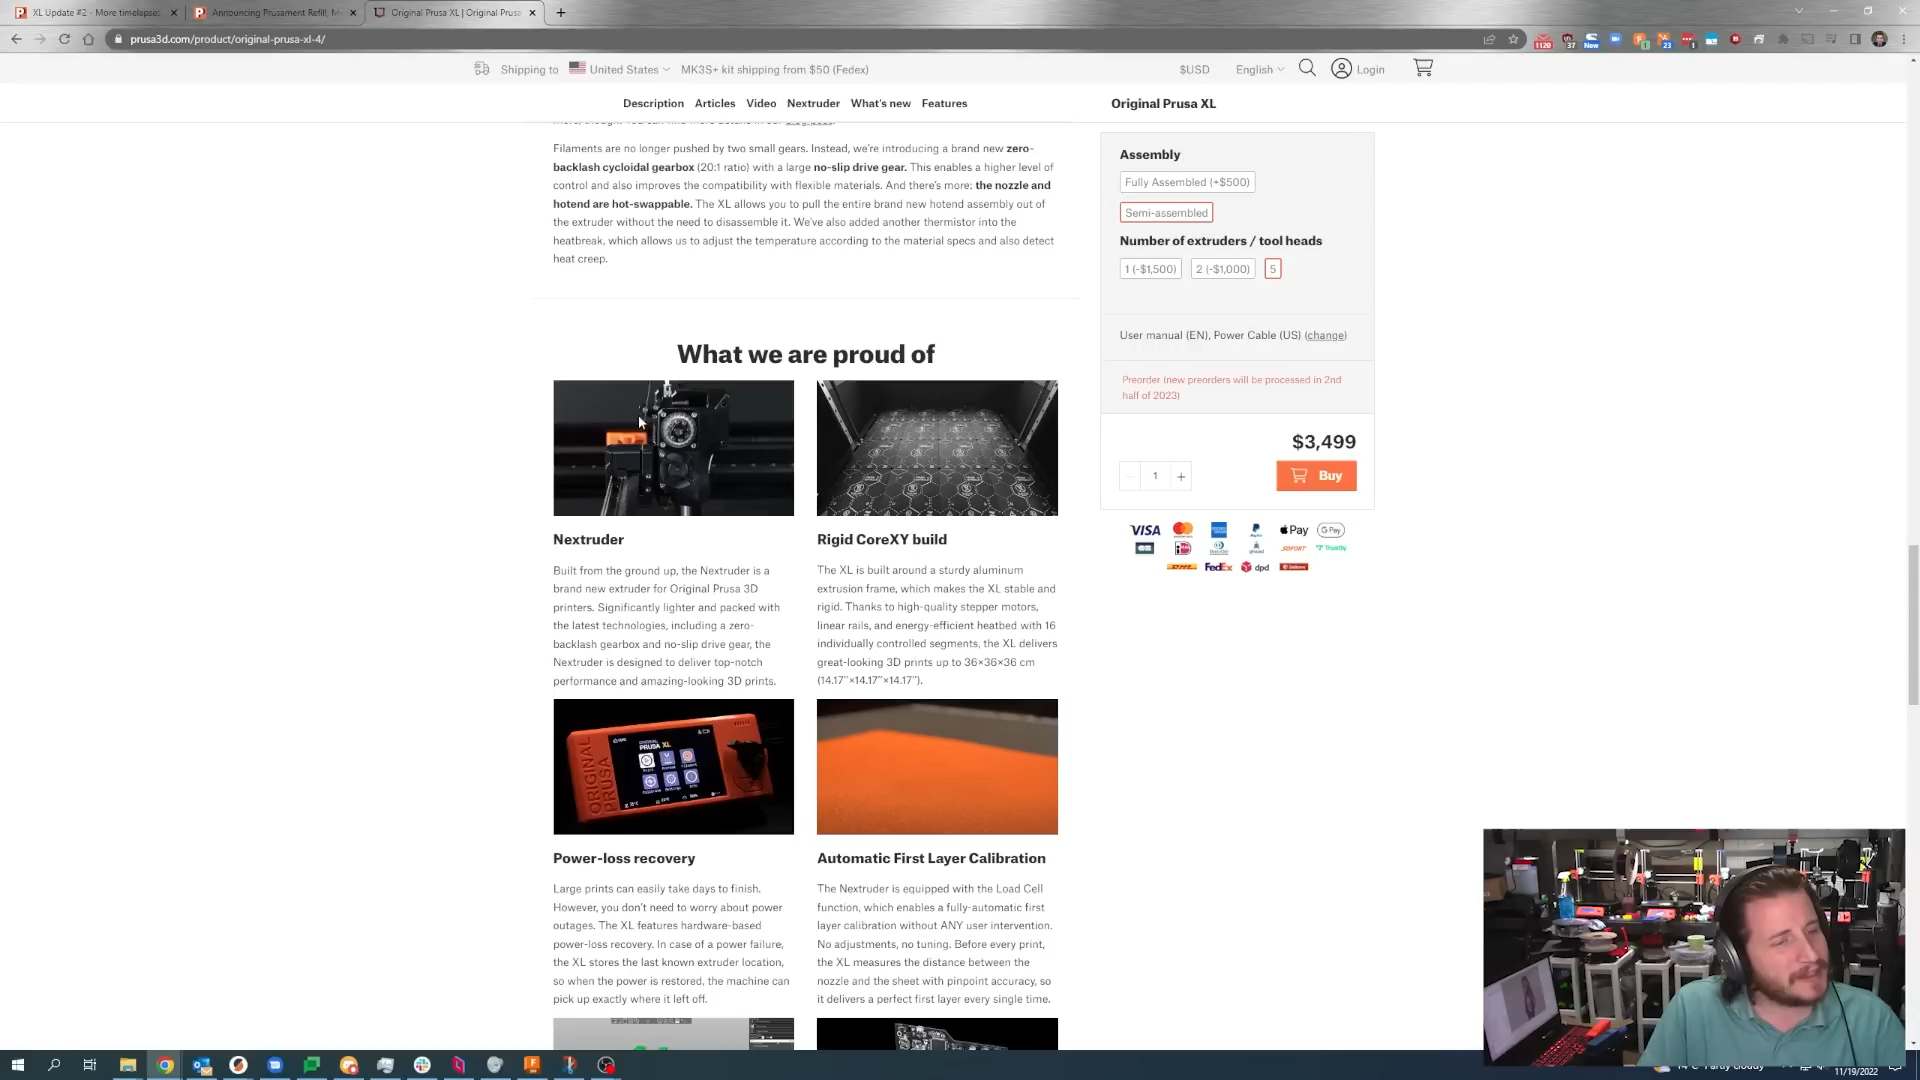 XL Update #2 - More timelapses
Announcing Prusament Refill, M
Original Prusa XL | Original Prusa
prusa3d.com/product/original-prusa-xl-4/
Shipping to United States MK3S+ kit shipping from $50 (Fedex)
$USD English Login
Description Articles Video Nextruder What's new Features
Original Prusa XL
Filaments are no longer pushed by two small gears. Instead, we're introducing a brand new zero-
backlash cycloidal gearbox (20:1 ratio) with a large no-slip drive gear. This enables a higher level of
control and also improves the compatibility with flexible materials. And there's more: the nozzle and
hotend are hot-swappable. The XL allows you to pull the entire brand new hotend assembly out of
the extruder without the need to disassemble it. We've also added another thermistor into the
heatbreak, which allows us to adjust the temperature according to the material specs and also detect
heat creep.
Assembly
Fully Assembled (+$500)
Semi-assembled
Number of extruders / tool heads
1 (-$1,500) 2 (-$1,000) 5
User manual (EN), Power Cable (US) (change)
Preorder (new preorders will be processed in 2nd
half of 2023)
$3,499
1 + Buy
VISA Pay G Pay
SOFORT Trustly
DHL FedEx dpd
What we are proud of
Nextruder
Built from the ground up, the Nextruder is a
brand new extruder for Original Prusa 3D
printers. Significantly lighter and packed with
the latest technologies, including a zero-
backlash gearbox and no-slip drive gear, the
Nextruder is designed to deliver top-notch
performance and amazing-looking 3D prints.
Rigid CoreXY build
The XL is built around a sturdy aluminum
extrusion frame, which makes the XL stable and
rigid. Thanks to high-quality stepper motors,
linear rails, and energy-efficient heatbed with 16
individually controlled segments, the XL delivers
great-looking 3D prints up to 36×36×36 cm
(14.17"×14.17"×14.17").
ORIGINAL
PRUSA
ORIGINAL
PRUSA XL
Power-loss recovery
Large prints can easily take days to finish.
However, you don't need to worry about power
outages. The XL features hardware-based
power-loss recovery. In case of a power failure,
the XL stores the last known extruder location,
so when the power is restored, the machine can
pick up exactly where it left off.
Automatic First Layer Calibration
The Nextruder is equipped with the Load Cell
function, which enables a fully-automatic first
layer calibration without ANY user intervention.
No adjustments, no tuning. Before every print,
the XL measures the distance between the
nozzle and the sheet with pinpoint accuracy, so
it delivers a perfect first layer every single time.
11/19/2022